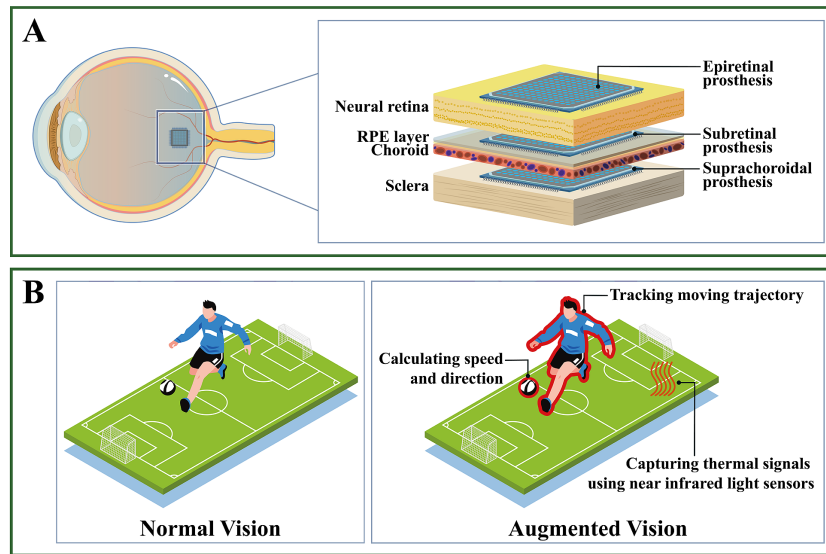 A
Epiretinal
prosthesis
Neural retina
RPE layer
Choroid
Subretinal
prosthesis
Suprachoroidal
prosthesis
Sclera
B
Tracking moving trajectory
Calculating speed
and direction
Capturing thermal signals
using near infrared light sensors
Normal Vision
Augmented Vision